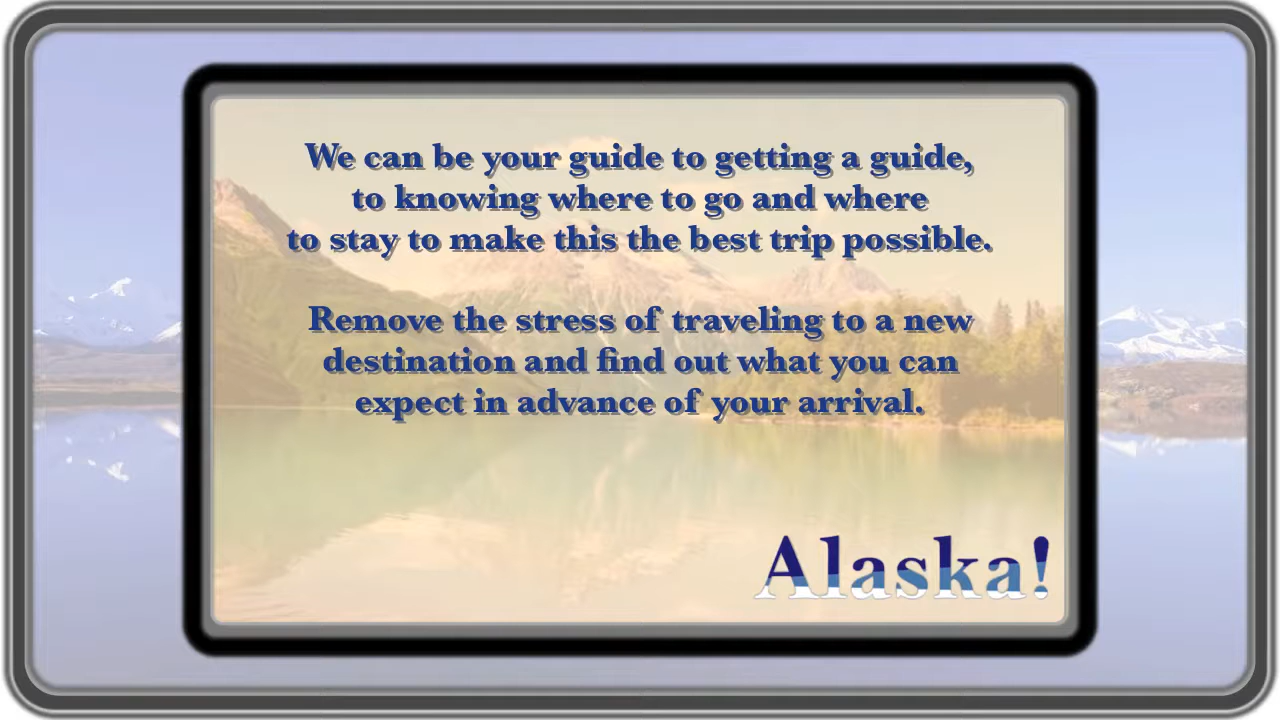 We can be your guide to getting a guide,
to knowing where to go and where
to stay to make this the best trip possible.
Remove the stress of traveling to a new
destination and find out what you can
expect in advance of your arrival.
Alaska!